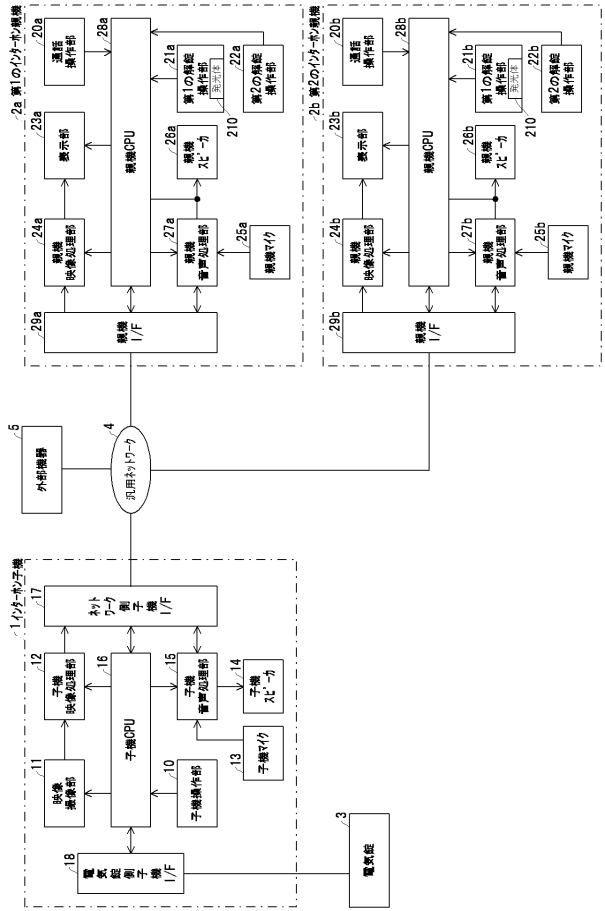 1 インターホン子機
18
電気錠側子機 I/F
11
映像
撮像部
12
子機
映像処理部
16
子機CPU
10
子機操作部
15
子機
音声処理部
13
子機マイク
14
子機
スピーカ
17
ネットワーク側子機 I/F
3
電気錠
4
汎用ネットワーク
5
外部機器
2a 第1のインターホン親機
29a
親機
I/F
24a
親機
映像処理部
23a
表示部
20a
通話
操作部
28a
親機CPU
21a
第1の解錠
操作部
発光体
210
22a
第2の解錠
操作部
27a
親機
音声処理部
26a
親機
スピーカ
25a
親機マイク
2b 第2のインターホン親機
29b
親機
I/F
24b
親機
映像処理部
23b
表示部
20b
通話
操作部
28b
親機CPU
21b
第1の解錠
操作部
発光体
210
22b
第2の解錠
操作部
27b
親機
音声処理部
26b
親機
スピーカ
25b
親機マイク